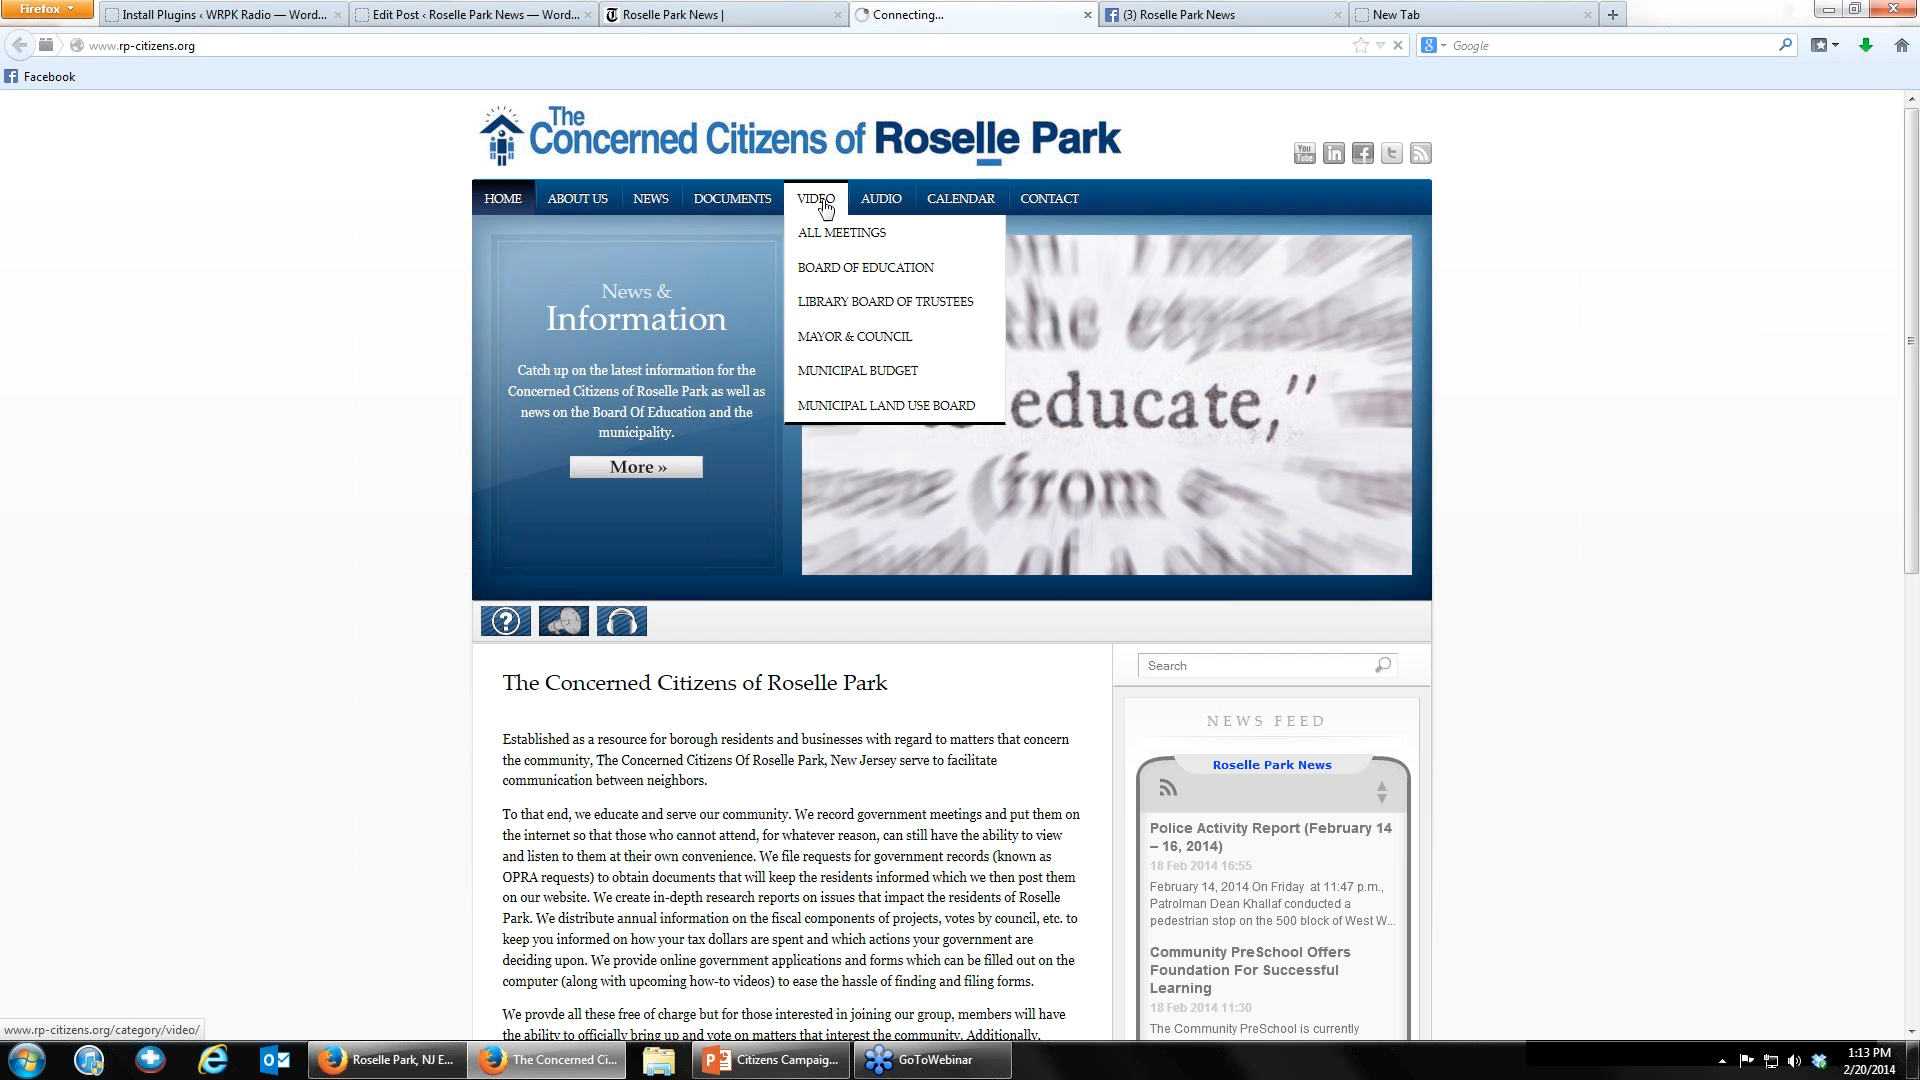 Firefox
Install Plugins ‹ WRPK Radio — Word...
Edit Post ‹ Roselle Park News — Word...
Roselle Park News |
Connecting...
(3) Roselle Park News
New Tab
www.rp-citizens.org
Google
Facebook
The
Concerned Citizens of Roselle Park
You
Tube
HOME
ABOUT US
NEWS
DOCUMENTS
VIDEO
AUDIO
CALENDAR
CONTACT
ALL MEETINGS
BOARD OF EDUCATION
LIBRARY BOARD OF TRUSTEES
MAYOR & COUNCIL
MUNICIPAL BUDGET
MUNICIPAL LAND USE BOARD
News &
Information
Catch up on the latest information for the
Concerned Citizens of Roselle Park as well as
news on the Board Of Education and the
municipality.
More »
the
educate,”
(from
The Concerned Citizens of Roselle Park
Established as a resource for borough residents and businesses with regard to matters that concern
the community, The Concerned Citizens Of Roselle Park, New Jersey serve to facilitate
communication between neighbors.
To that end, we educate and serve our community. We record government meetings and put them on
the internet so that those who cannot attend, for whatever reason, can still have the ability to view
and listen to them at their own convenience. We file requests for government records (known as
OPRA requests) to obtain documents that will keep the residents informed which we then post them
on our website. We create in-depth research reports on issues that impact the residents of Roselle
Park. We distribute annual information on the fiscal components of projects, votes by council, etc. to
keep you informed on how your tax dollars are spent and which actions your government are
deciding upon. We provide online government applications and forms which can be filled out on the
computer (along with upcoming how-to videos) to ease the hassle of finding and filing forms.
We provde all these free of charge but for those interested in joining our group, members will have
the ability to officially bring up and vote on matters that interest the community. Additionally,
Search
NEWS FEED
Roselle Park News
Police Activity Report (February 14
– 16, 2014)
18 Feb 2014 16:55
February 14, 2014 On Friday at 11:47 p.m.,
Patrolman Dean Khallaf conducted a
pedestrian stop on the 500 block of West W...
Community PreSchool Offers
Foundation For Successful
Learning
18 Feb 2014 11:30
The Community PreSchool is currently
www.rp-citizens.org/category/video/
Roselle Park, NJ E...
The Concerned Ci...
Citizens Campaig...
GoToWebinar
1:13 PM
2/20/2014